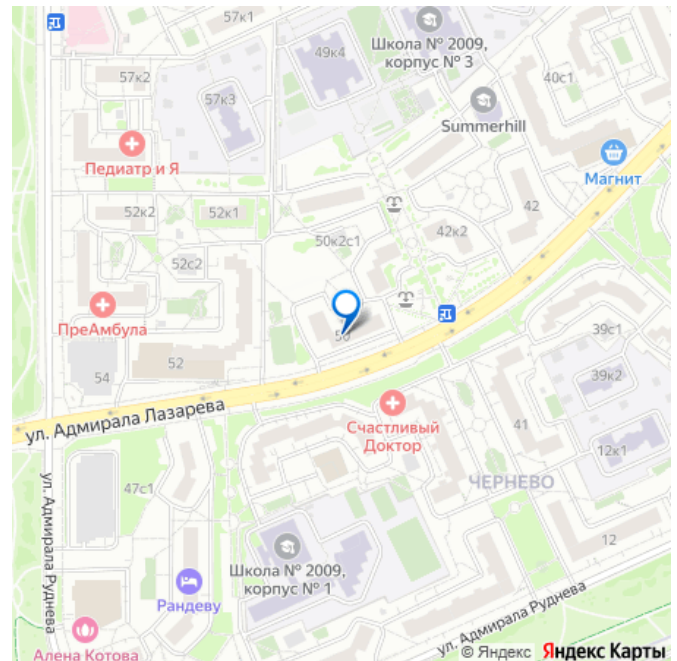 57к1
49к4
Школа № 2009,
корпус № 3
57к2
57к3
40с1
Summerhill
Педиатр и Я
Магнит
52к2
52к1
42
50к2с1
42к2
52с2
ПреАмбула
50
39с1
52
54
39к2
ул. Адмирала Лазарева
Счастливый
Доктор
41
12к1
47с1
ЧЕРНЕВО
ул. Адмирала Руднева
Школа № 2009,
корпус № 1
12
Рандеву
ул. Адмирала Руднева
Алена Котова
© Яндекс Яндекс Карты